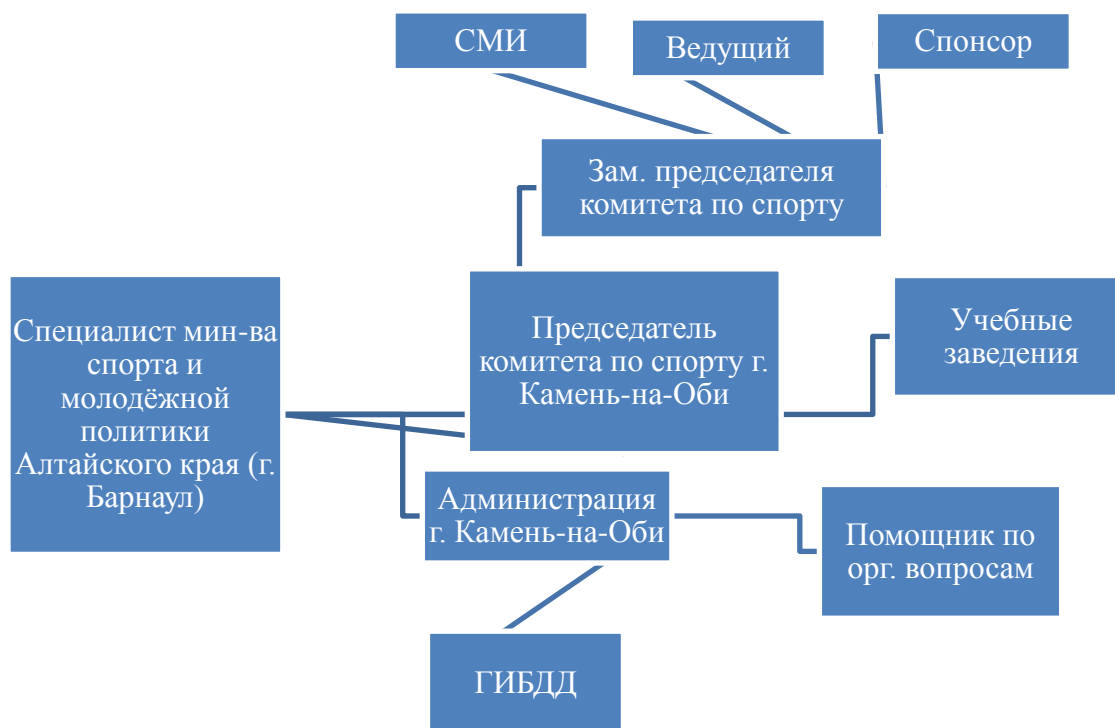 СМИ
Ведущий
Спонсор
Зам. председателя
комитета по спорту
Специалист мин-ва
спорта и
молодёжной
политики
Алтайского края (г.
Барнаул)
Председатель
комитета по спорту г.
Камень-на-Оби
Учебные
заведения
Администрация
г. Камень-на-Оби
Помощник по
орг. вопросам
ГИБДД